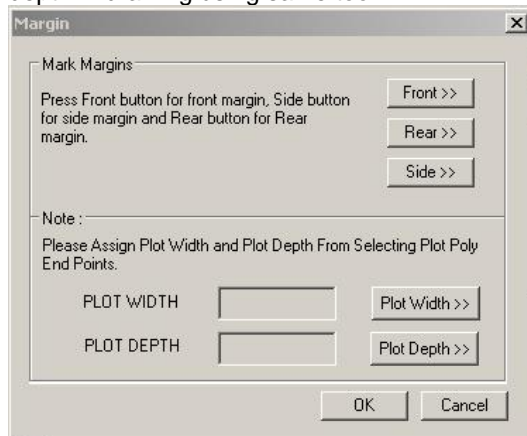 Margin
Mark Margins
Press Front button for front margin, Side button
for side margin and Rear button for Rear
margin.
Front >>
Rear >>
Side >>
Note :
Please Assign Plot Width and Plot Depth From Selecting Plot Poly
End Points.
PLOT WIDTH
Plot Width >>
PLOT DEPTH
Plot Depth >>
OK
Cancel